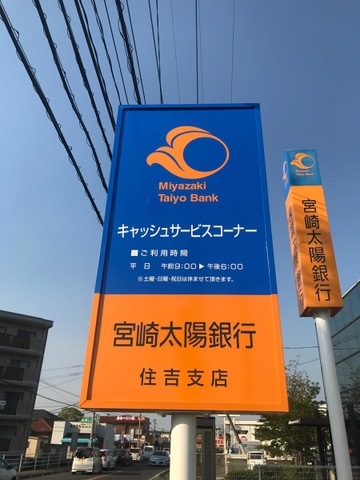 Miyazaki
Taiyo Bank
キャッシュサービスコーナー
■ご利用時間
平 日 午前9:00▶午後6:00
※土曜・日曜・祝日は休ませて頂きます。
宮崎太陽銀行
住吉支店
Miyazaki
Taiyo Bank
宮崎太陽銀行